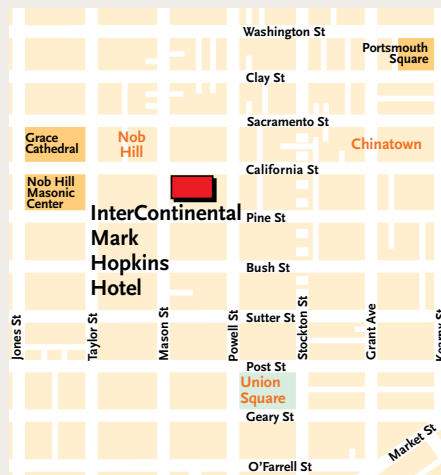 Washington St
Portsmouth
Square
Clay St
Sacramento St
Grace
Cathedral
Nob
Hill
Chinatown
California St
Nob Hill
Masonic
Center
InterContinental
Mark
Hopkins
Hotel
Pine St
Bush St
Sutter St
Jones St
Taylor St
Mason St
Powell St
Stockton St
Grant Ave
Post St
Union
Square
Geary St
Market St
O'Farrell St